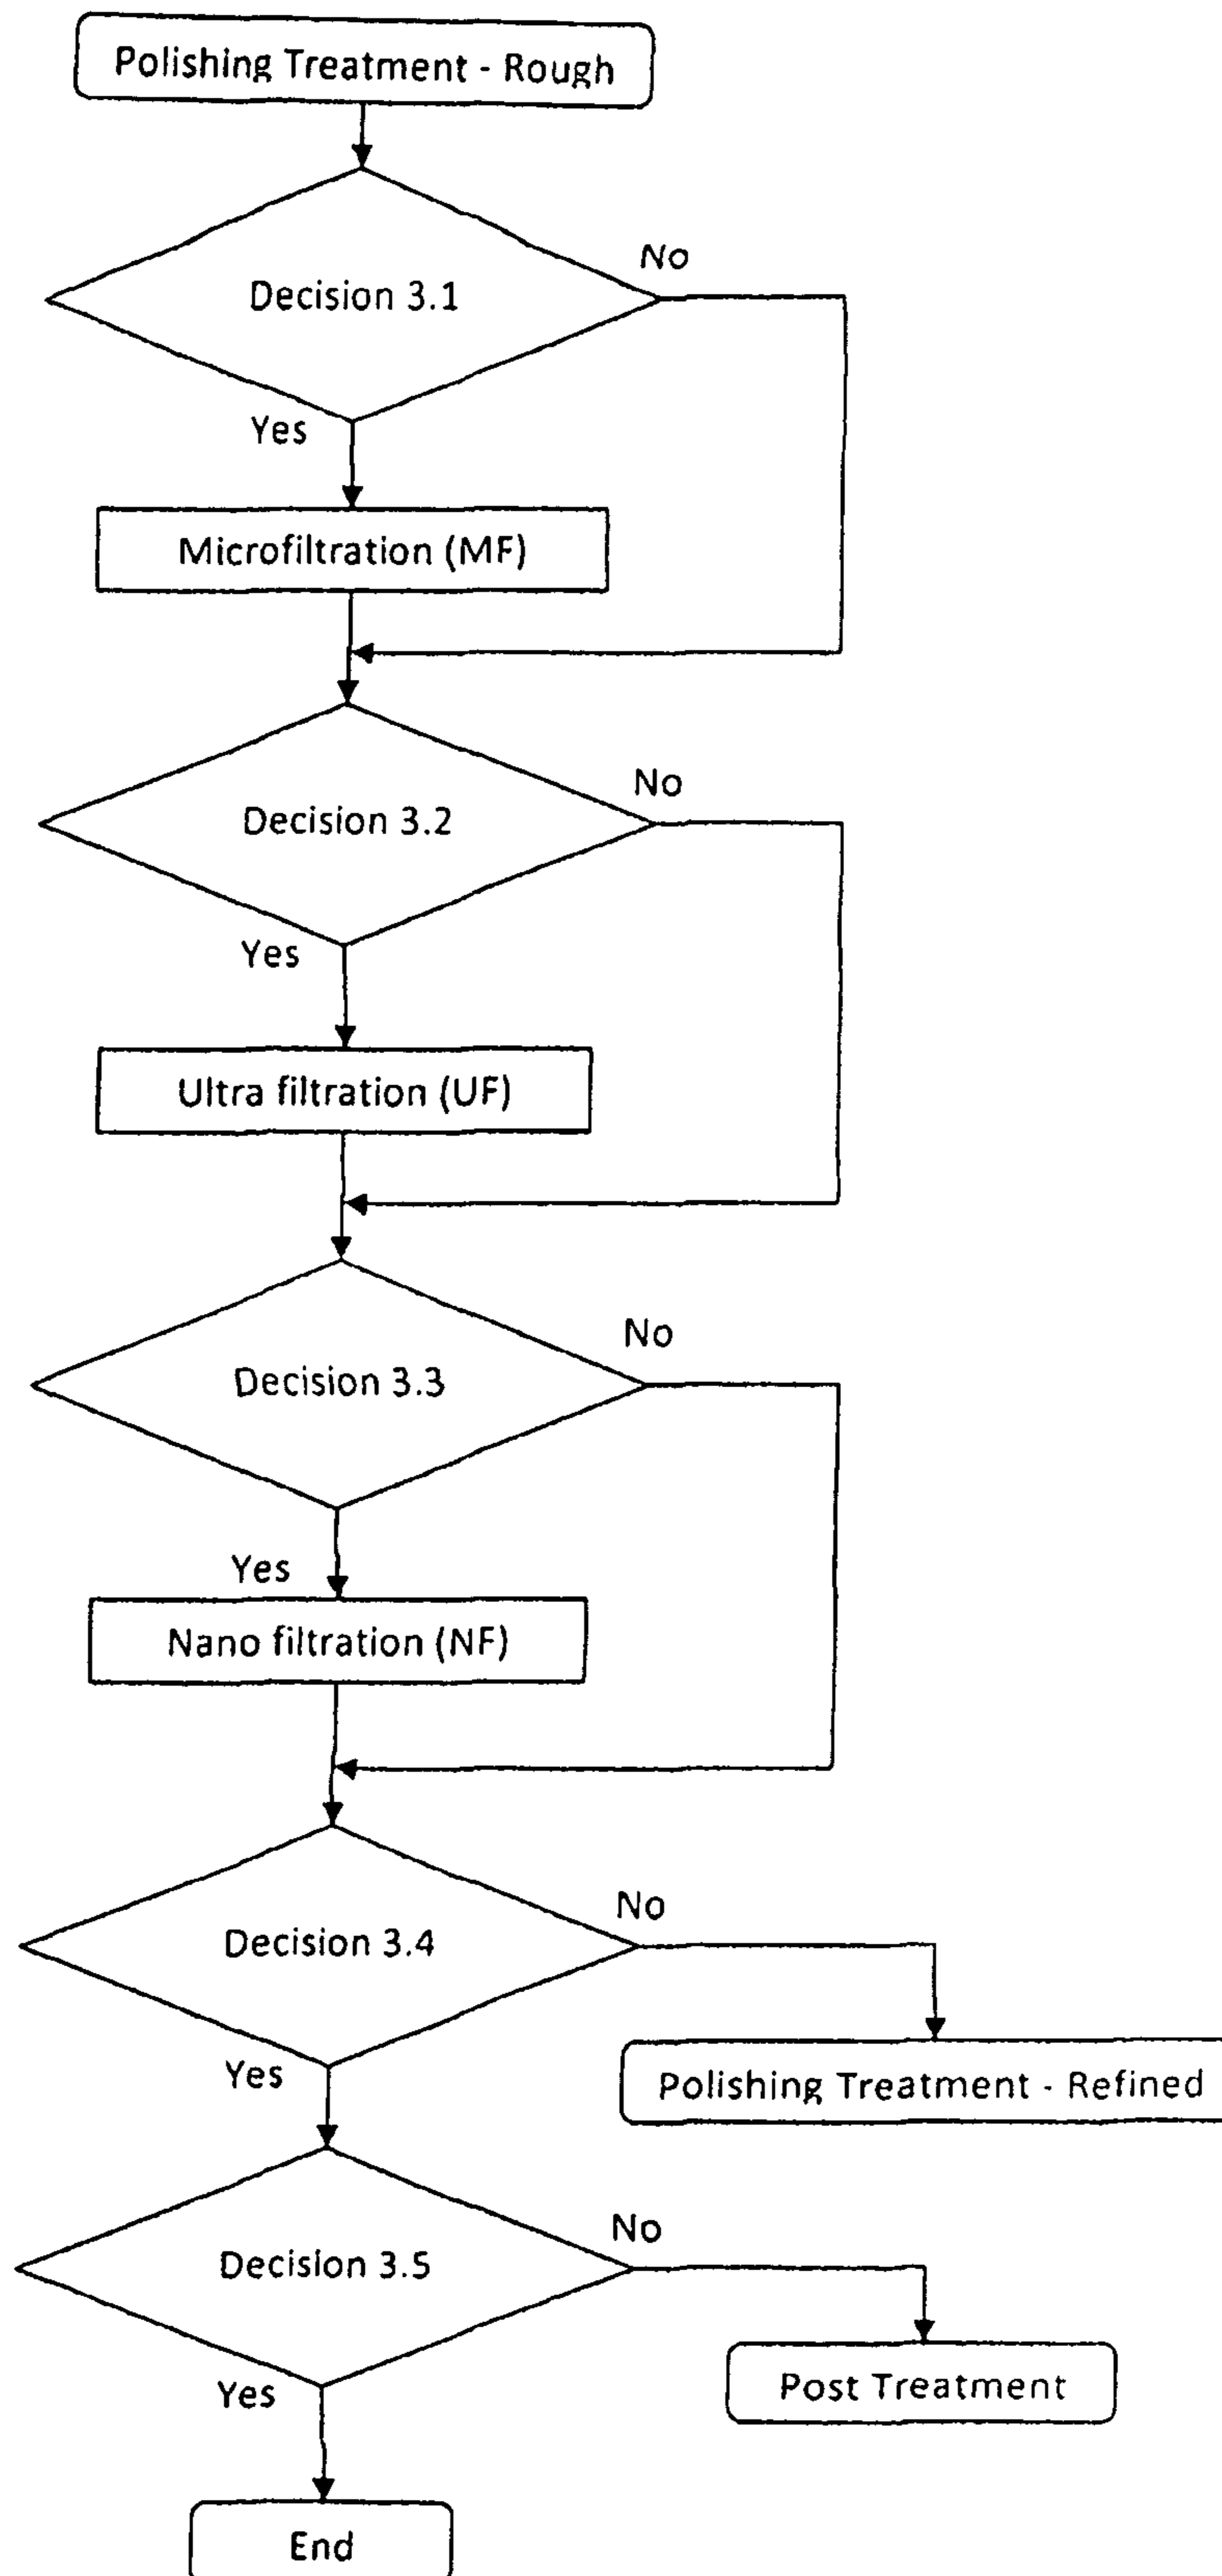 Polishing Treatment - Rough
No
Decision 3.1
Yes
Microfiltration (MF)
No
Decision 3.2
Yes
Ultra filtration (UF)
No
Decision 3.3
Yes
Nano filtration (NF)
No
Decision 3.4
Yes
Polishing Treatment - Refined
No
Decision 3.5
Yes
Post Treatment
End